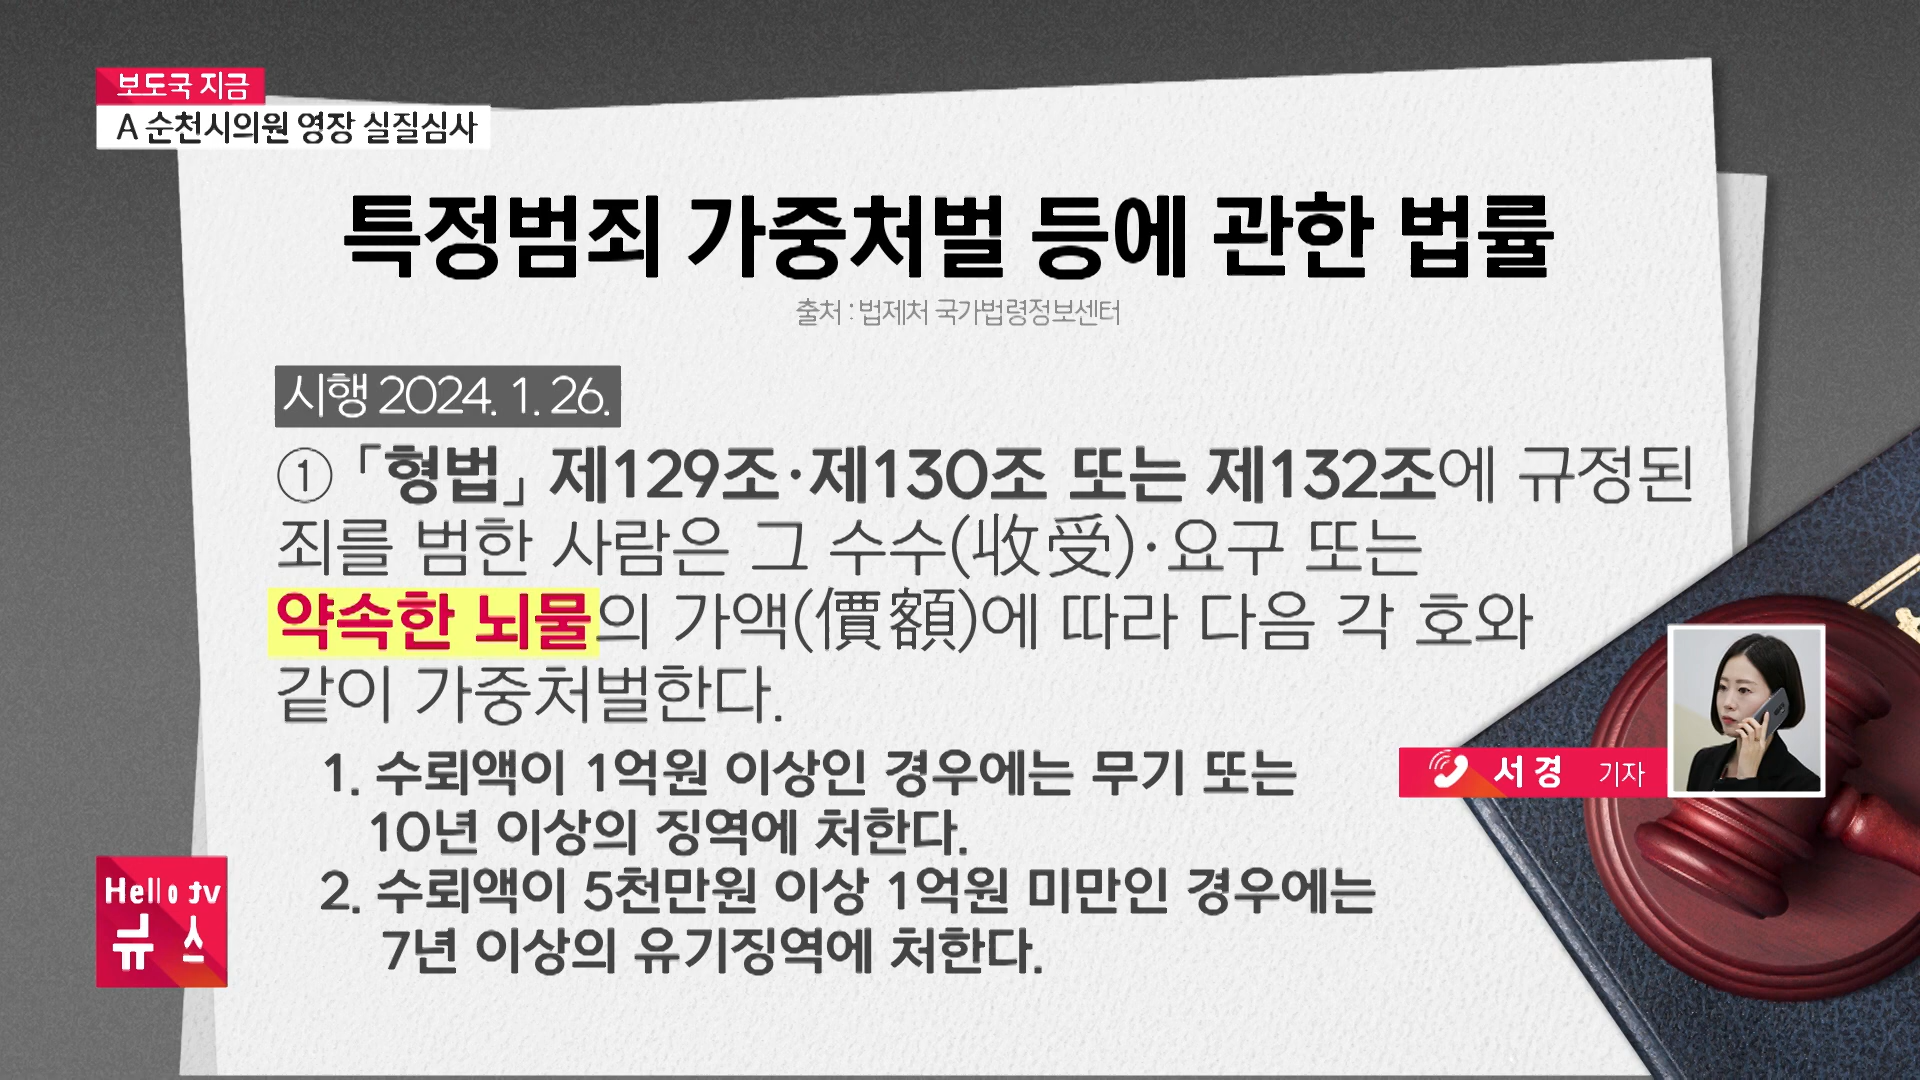 보도국 지금
A 순천시의원 영장 실질심사
특정범죄 가중처벌 등에 관한 법률
출처 : 법제처 국가법령정보센터
시행 2024. 1. 26.
① 「형법」 제129조·제130조 또는 제132조에 규정된
죄를 범한 사람은 그 수수(收受)·요구 또는
약속한 뇌물의 가액(價額)에 따라 다음 각 호와
같이 가중처벌한다.
1. 수뢰액이 1억원 이상인 경우에는 무기 또는
10년 이상의 징역에 처한다.
2. 수뢰액이 5천만원 이상 1억원 미만인 경우에는
7년 이상의 유기징역에 처한다.
서 경 기자
Hello tv
뉴스